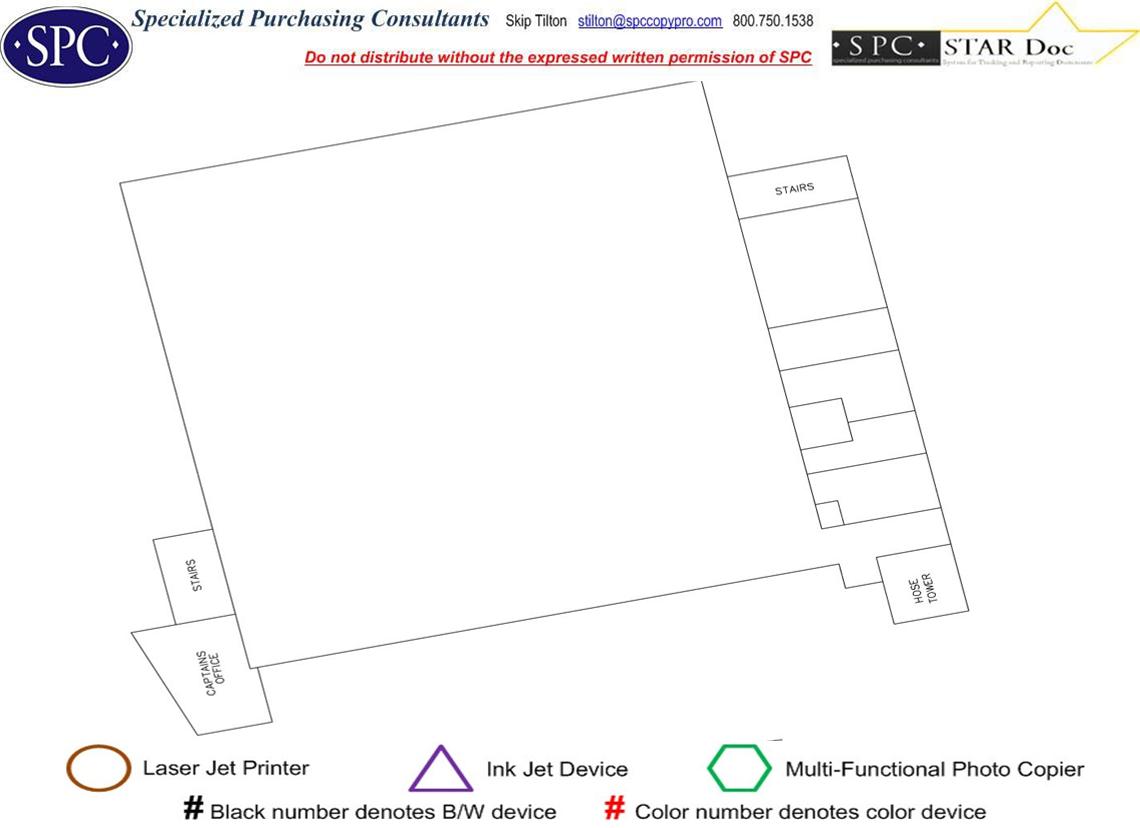 ·SPC·
Specialized Purchasing Consultants Skip Tilton stilton@spccopypro.com 800.750.1538
Do not distribute without the expressed written permission of SPC
· S P C · STAR Doc
specialized purchasing consultants System for Tracking and Reporting Documents
STAIRS
STAIRS
HOSE
TOWER
CAPTAINS
OFFICE
Laser Jet Printer Ink Jet Device Multi-Functional Photo Copier
# Black number denotes B/W device # Color number denotes color device